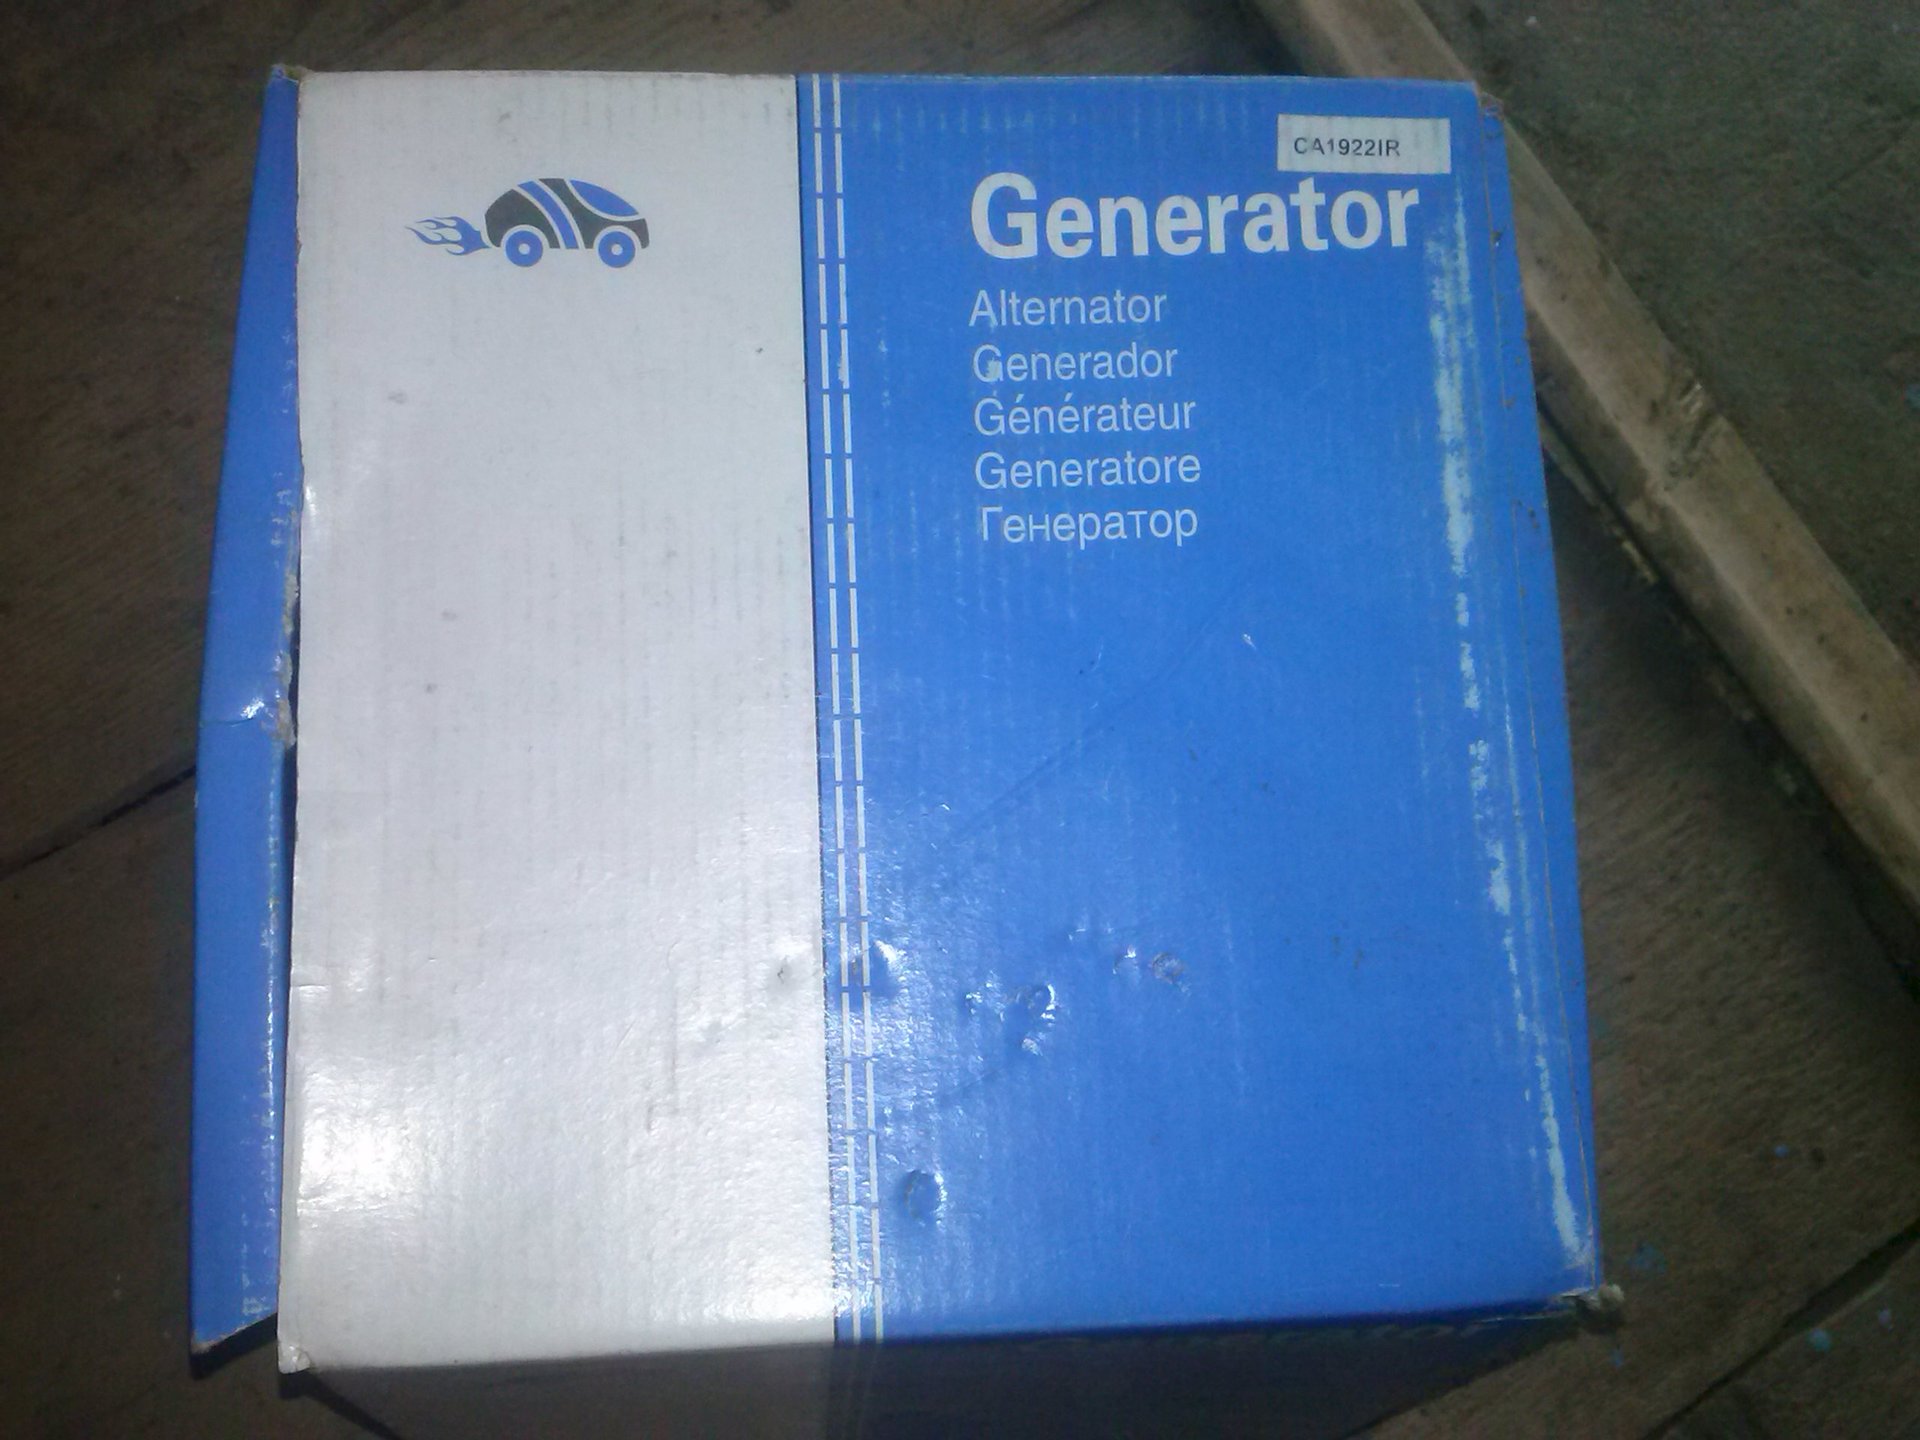 CA1922IR
Generator
Alternator
Generador
Générateur
Generatore
Генератор